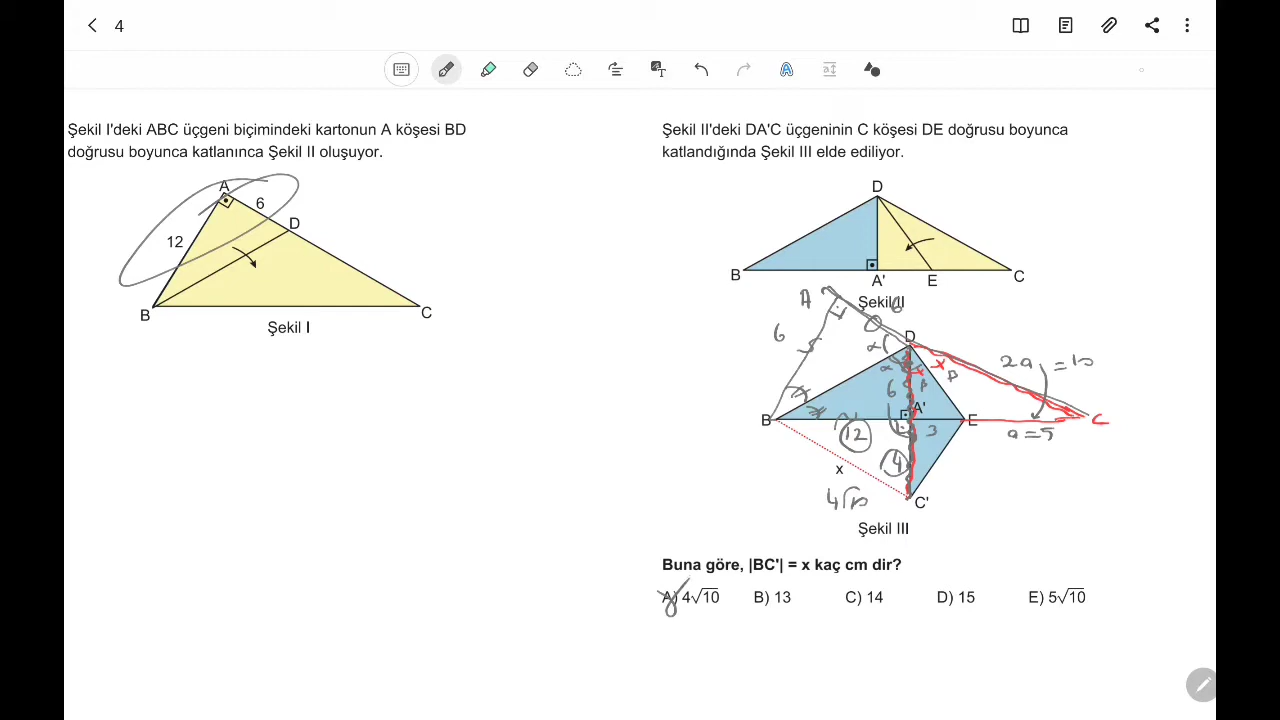 4
Şekil I'deki ABC üçgeni biçimindeki kartonun A köşesi BD
doğrusu boyunca katlanınca Şekil II oluşuyor.
A
6
D
12
B
C
Şekil I
Şekil II'deki DA'C üçgeninin C köşesi DE doğrusu boyunca
katlandığında Şekil III elde ediliyor.
D
B
A'
E
C
Şekil II
A
6
6
D
α
α
x
x
β
β
6
2a = 10
A'
B
12
3
E
a = 5
C
4
x
4√10
C'
Şekil III
Buna göre, |BC'| = x kaç cm dir?
A) 4√10 B) 13 C) 14 D) 15 E) 5√10